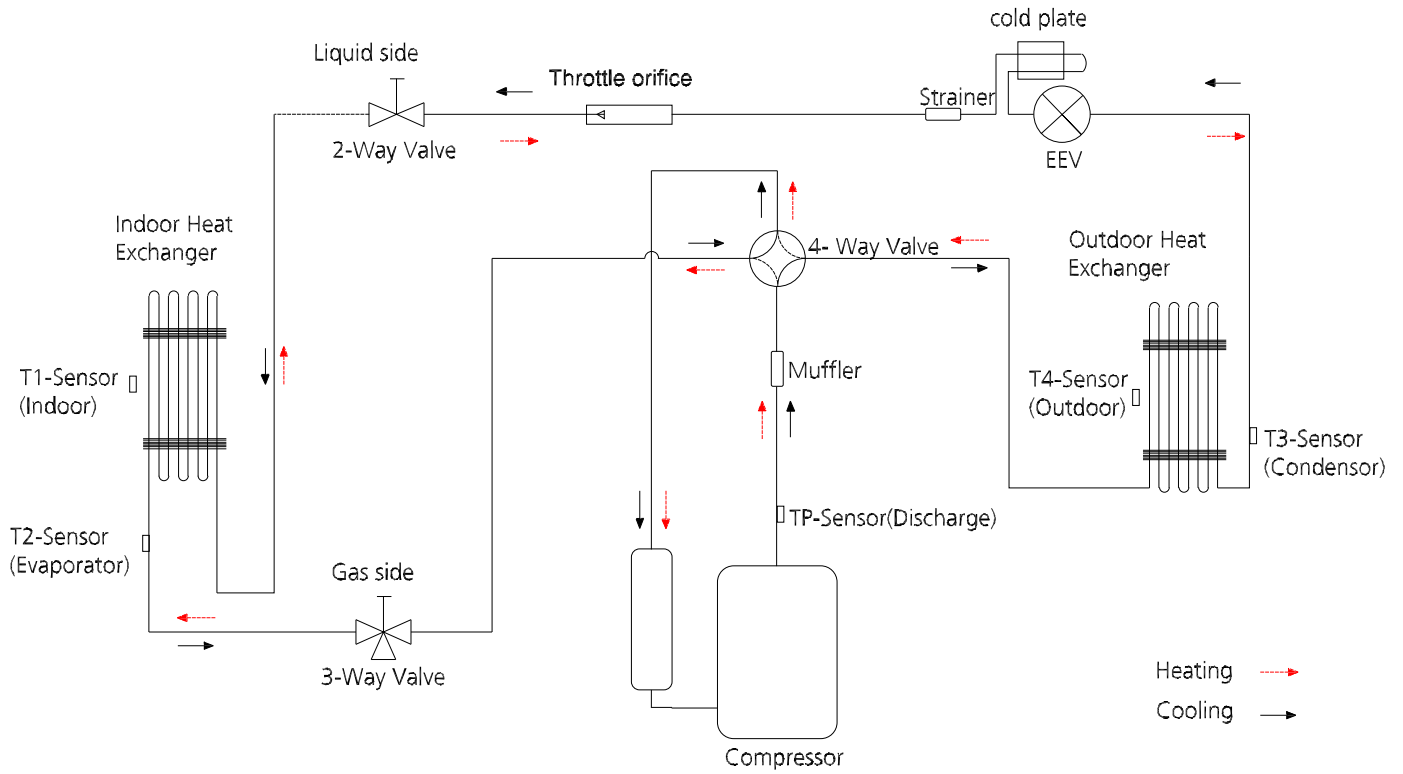 cold plate
Liquid side
Throttle orifice
Strainer
2-Way Valve
EEV
Indoor Heat
Exchanger
4- Way Valve
Outdoor Heat
Exchanger
T1-Sensor
(Indoor)
Muffler
T4-Sensor
(Outdoor)
T3-Sensor
(Condensor)
TP-Sensor(Discharge)
T2-Sensor
(Evaporator)
Gas side
3-Way Valve
Heating
Cooling
Compressor